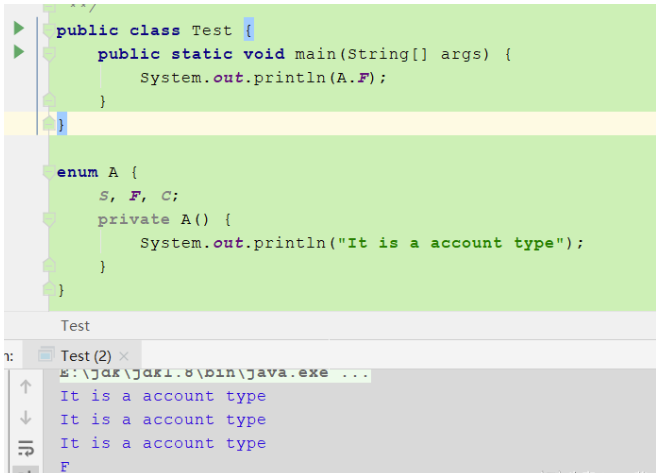 **/
public class Test {
public static void main(String[] args) {
System.out.println(A.F);
}
}
enum A {
S, F, C;
private A() {
System.out.println("It is a account type");
}
}
Test
n:
Test (2) ×
E:\jdk\jdk1.8\bin\java.exe ...
It is a account type
It is a account type
It is a account type
F